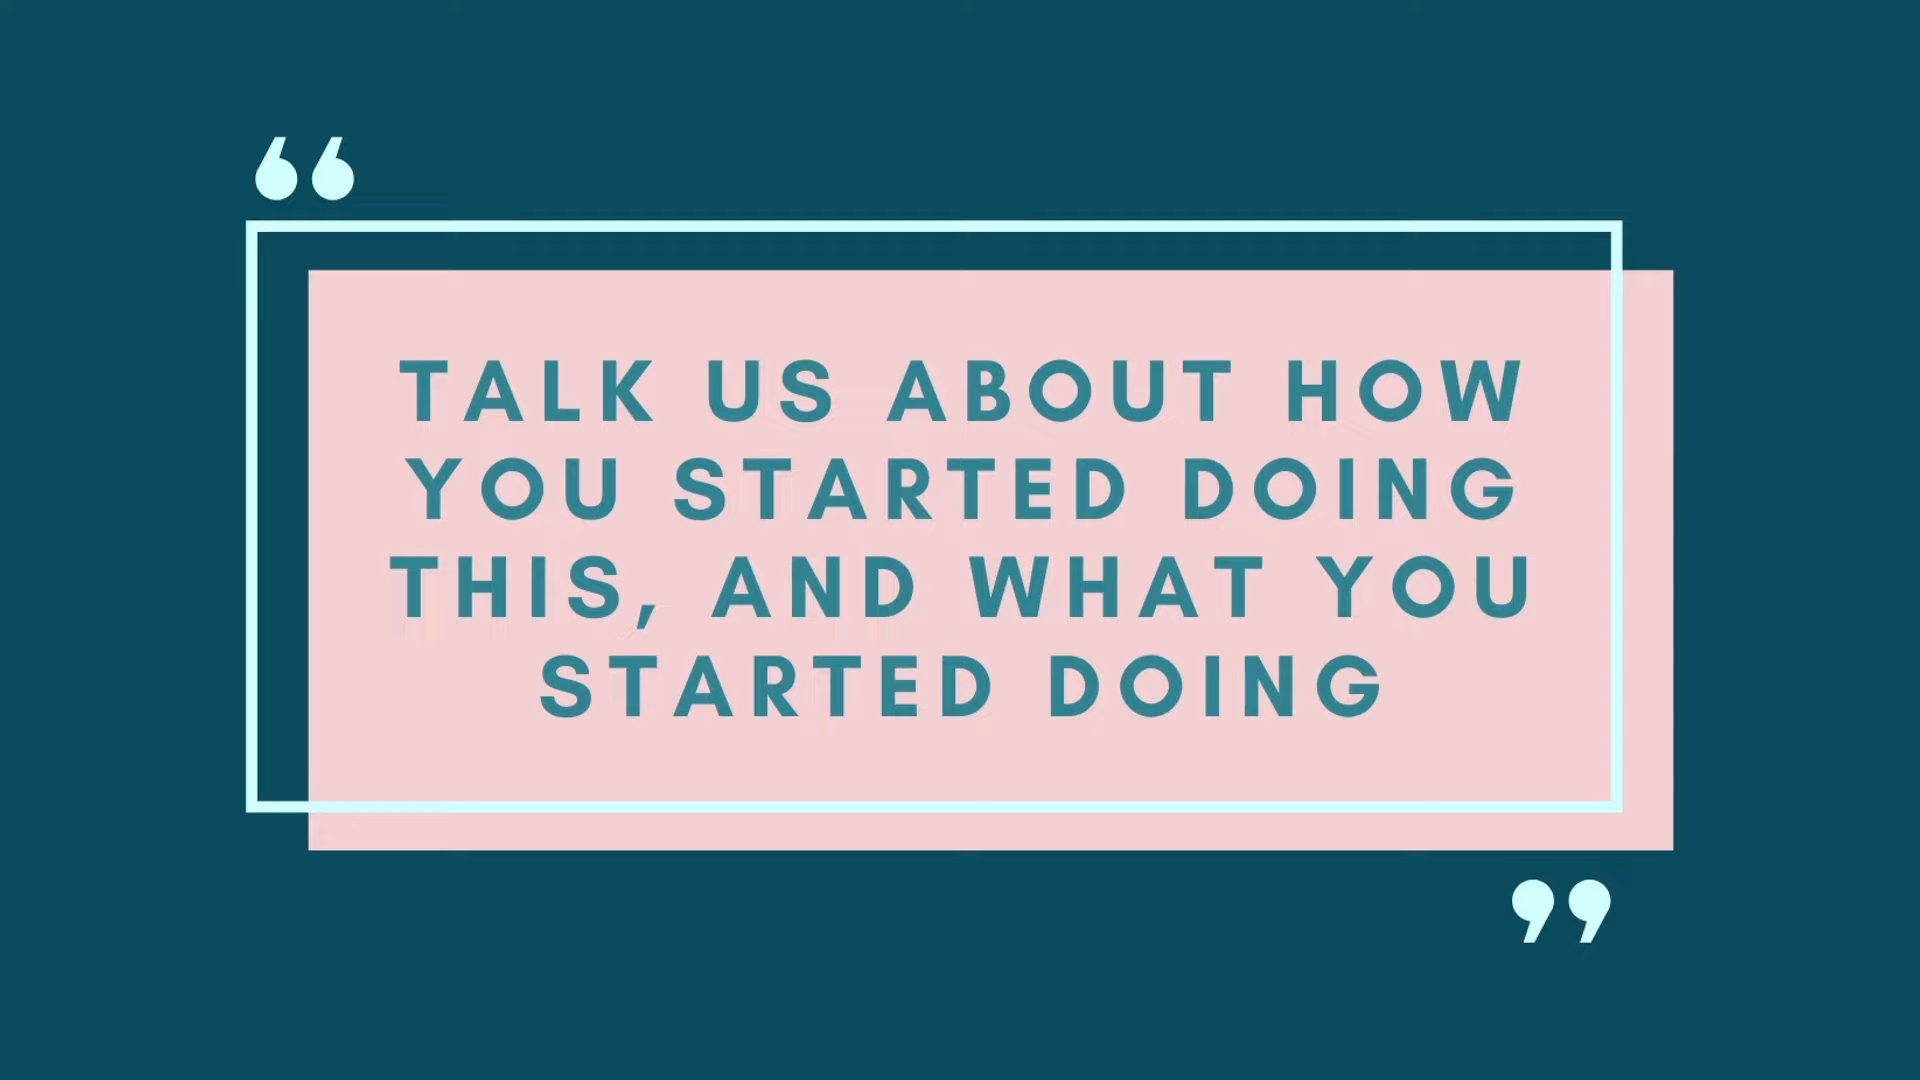 “
TALK US ABOUT HOW
YOU STARTED DOING
THIS, AND WHAT YOU
STARTED DOING
”